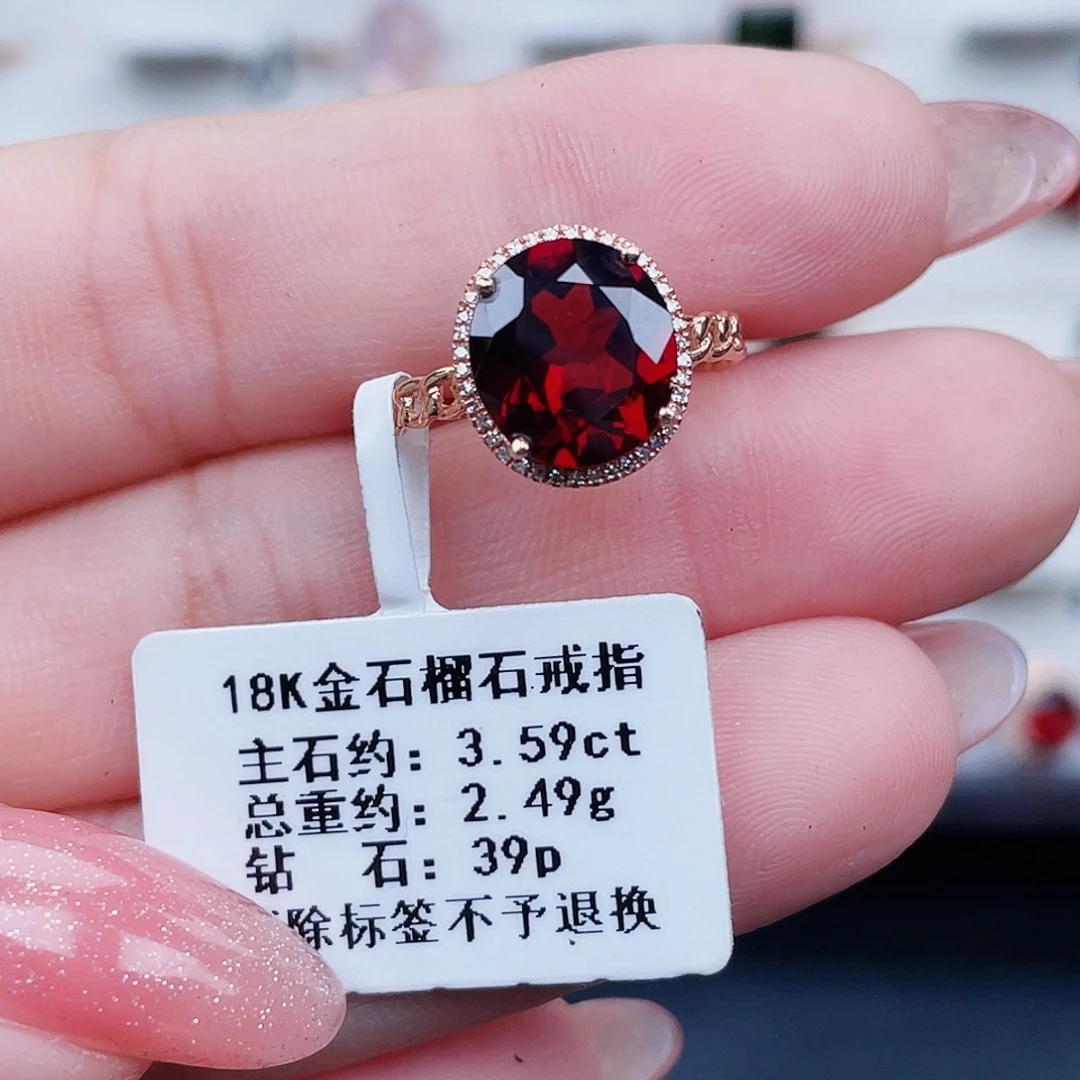 18K金石榴石戒指
主石约：3.59ct
总重约：2.49g
钻 石：39p
除标签不予退换